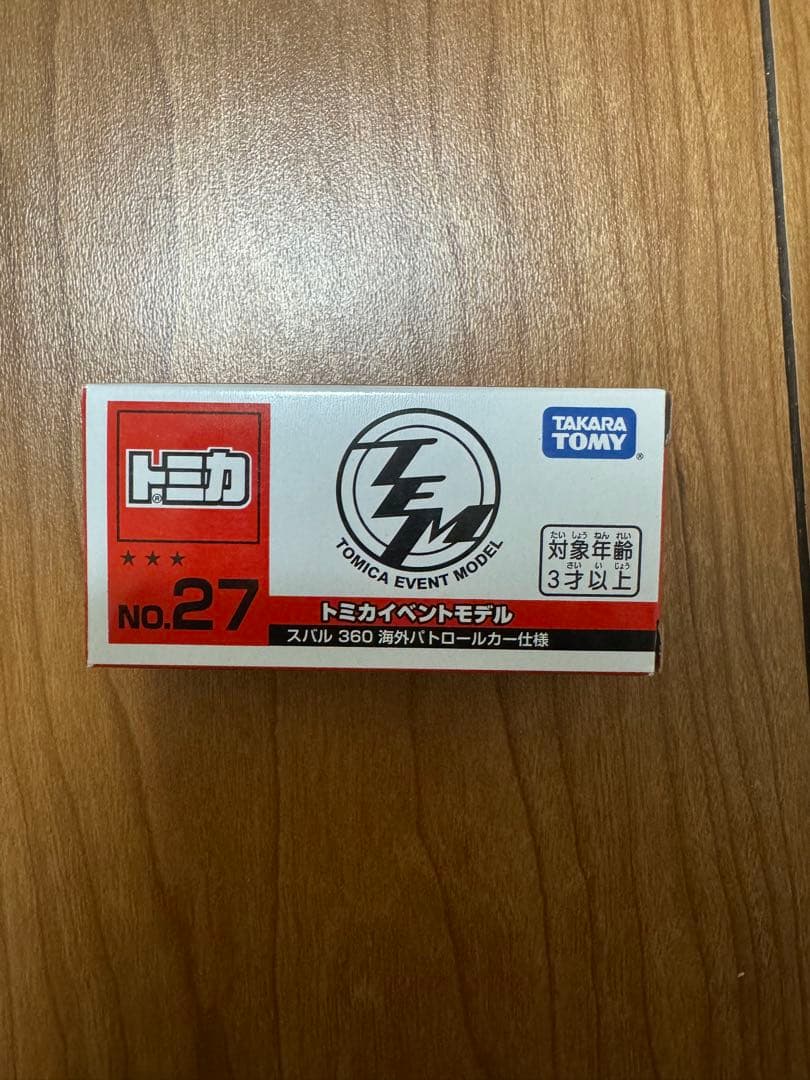 トミカ®
★★★
NO.27
TEM
TOMICA EVENT MODEL
TAKARA
TOMY®
たいしょうねんれい
対象年齢
さいいじょう
3才以上
トミカイベントモデル
スバル 360 海外パトロールカー仕様